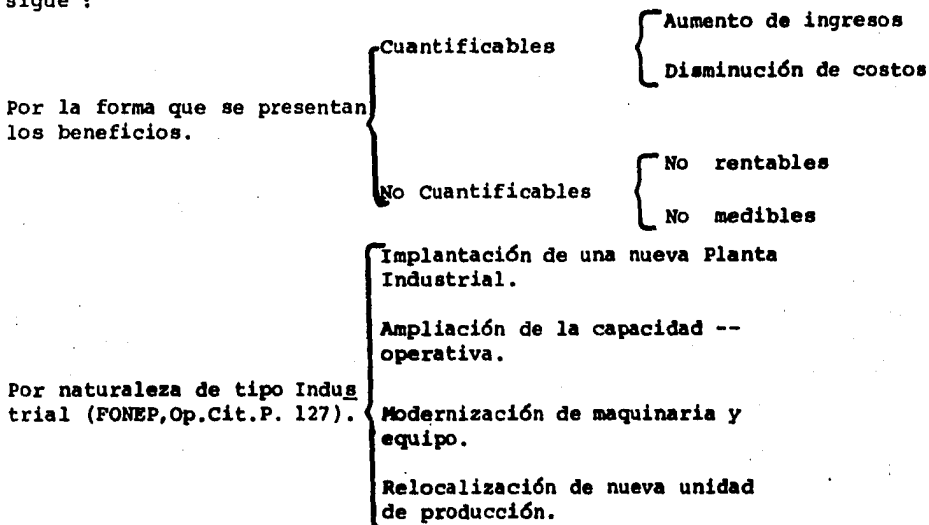 sigue :
Por la forma que se presentan
los beneficios.
Cuantificables
Aumento de ingresos
Disminución de costos
No Cuantificables
No rentables
No medibles
Por naturaleza de tipo Indus
trial (FONEP,Op.Cit.P. 127).
Implantación de una nueva Planta
Industrial.
Ampliación de la capacidad --
operativa.
Modernización de maquinaria y
equipo.
Relocalización de nueva unidad
de producción.